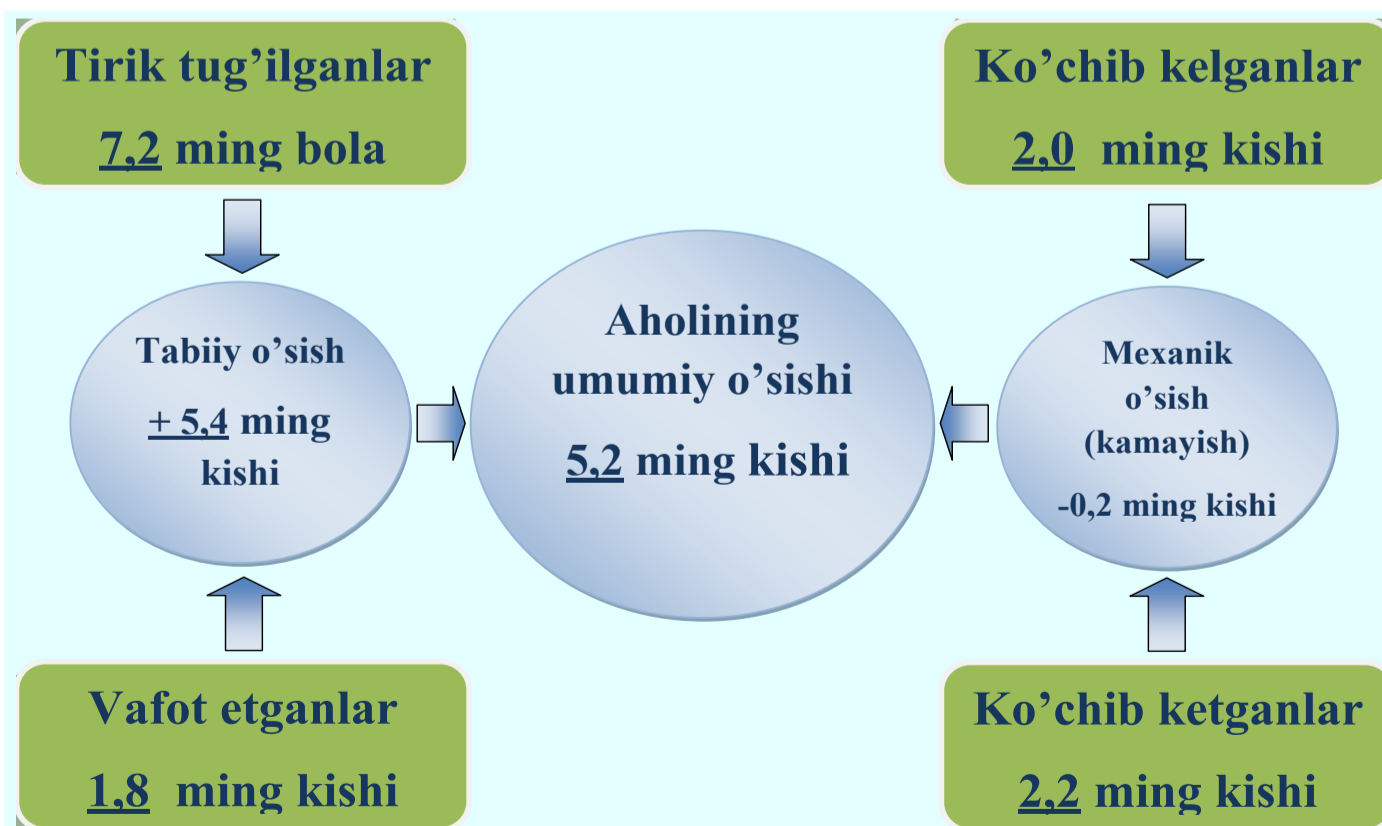 Tirik tug’ilganlar
7,2 ming bola
Ko’chib kelganlar
2,0 ming kishi
Tabiiy o’sish
+ 5,4 ming
kishi
Aholining
umumiy o’sishi
5,2 ming kishi
Mexanik
o’sish
(kamayish)
-0,2 ming kishi
Vafot etganlar
1,8 ming kishi
Ko’chib ketganlar
2,2 ming kishi